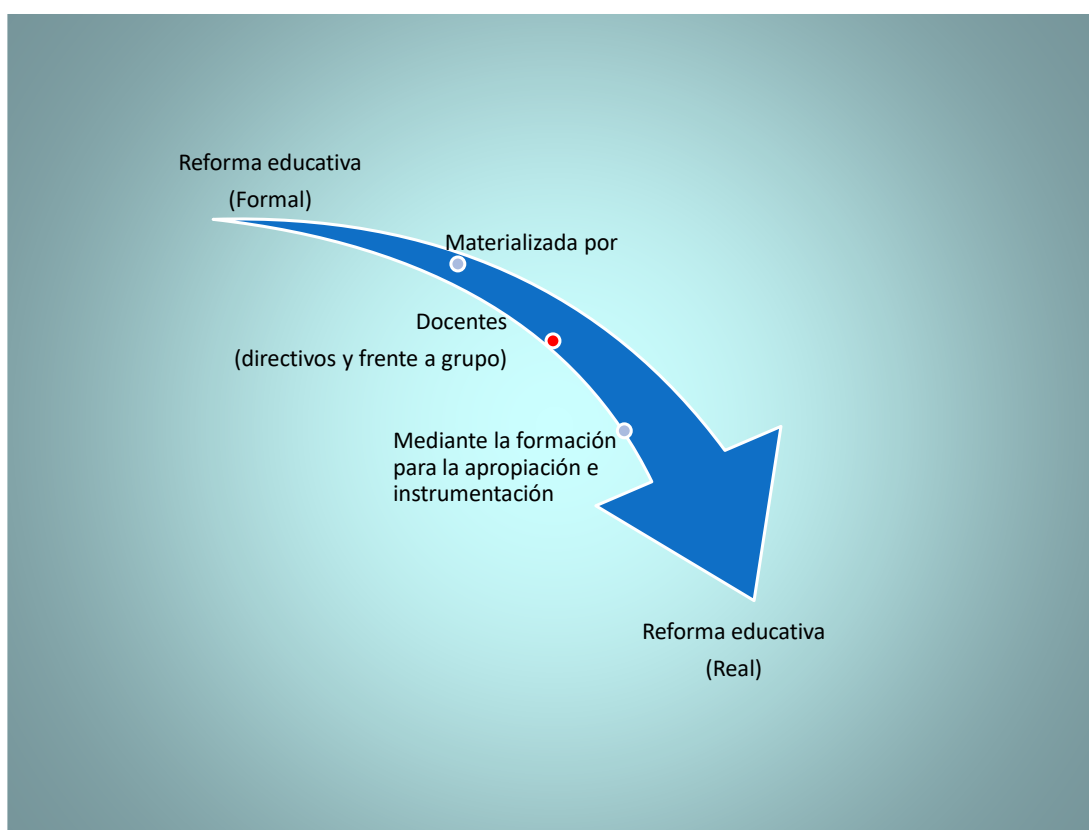 Reforma educativa
(Formal)
Materializada por
Docentes
(directivos y frente a grupo)
Mediante la formación
para la apropiación e
instrumentación
Reforma educativa
(Real)